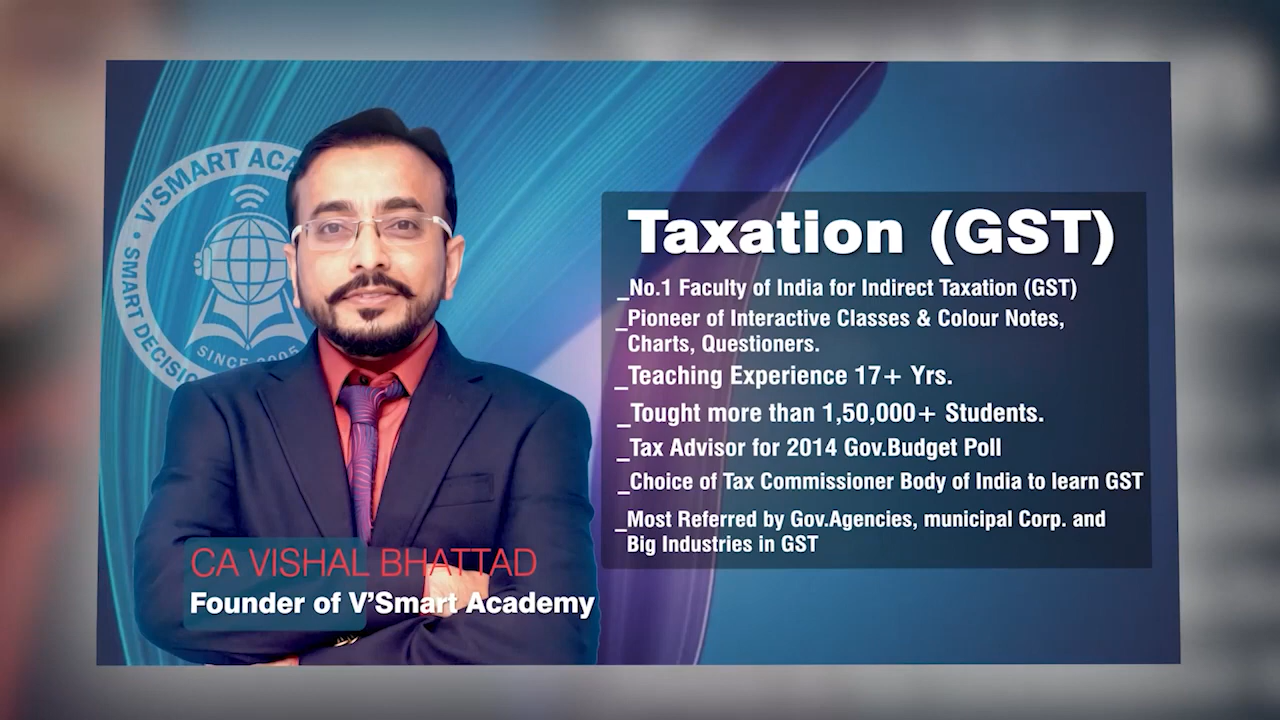 V'SMART ACA
SMART DECISIO
SINCE 2005
CA VISHAL BHATTAD
Founder of V'Smart Academy
Taxation (GST)
_No.1 Faculty of India for Indirect Taxation (GST)
_Pioneer of Interactive Classes & Colour Notes,
Charts, Questioners.
_Teaching Experience 17+ Yrs.
_Tought more than 1,50,000+ Students.
_Tax Advisor for 2014 Gov.Budget Poll
_Choice of Tax Commissioner Body of India to learn GST
_Most Referred by Gov.Agencies, municipal Corp. and
Big Industries in GST